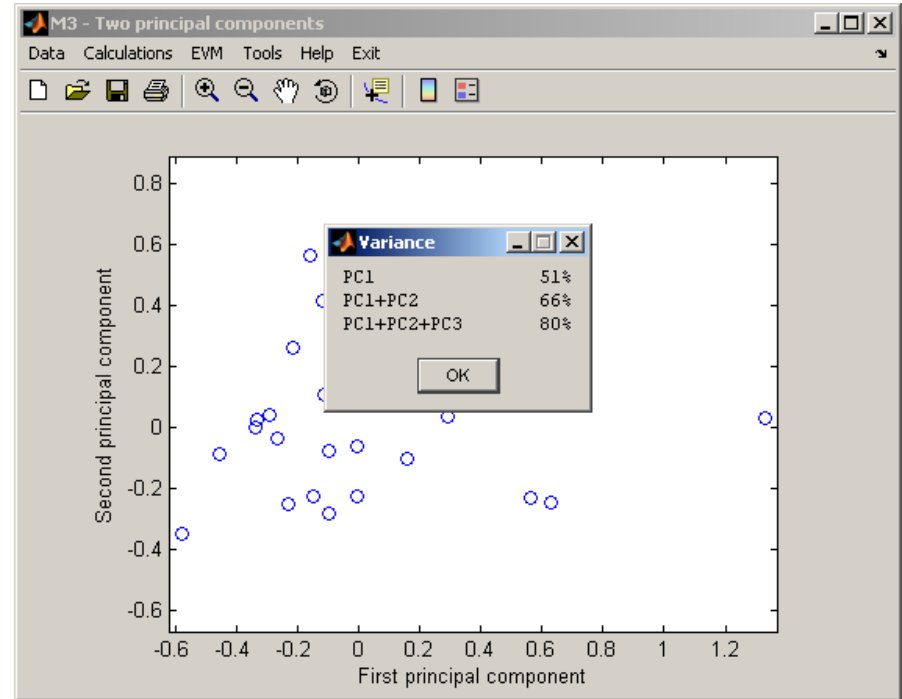 M3 - Two principal components
Data Calculations EVM Tools Help Exit
0.8
0.6
0.4
0.2
0
-0.2
-0.4
-0.6
Second principal component
Variance
PC1 51%
PC1+PC2 66%
PC1+PC2+PC3 80%
OK
-0.6 -0.4 -0.2 0 0.2 0.4 0.6 0.8 1 1.2
First principal component